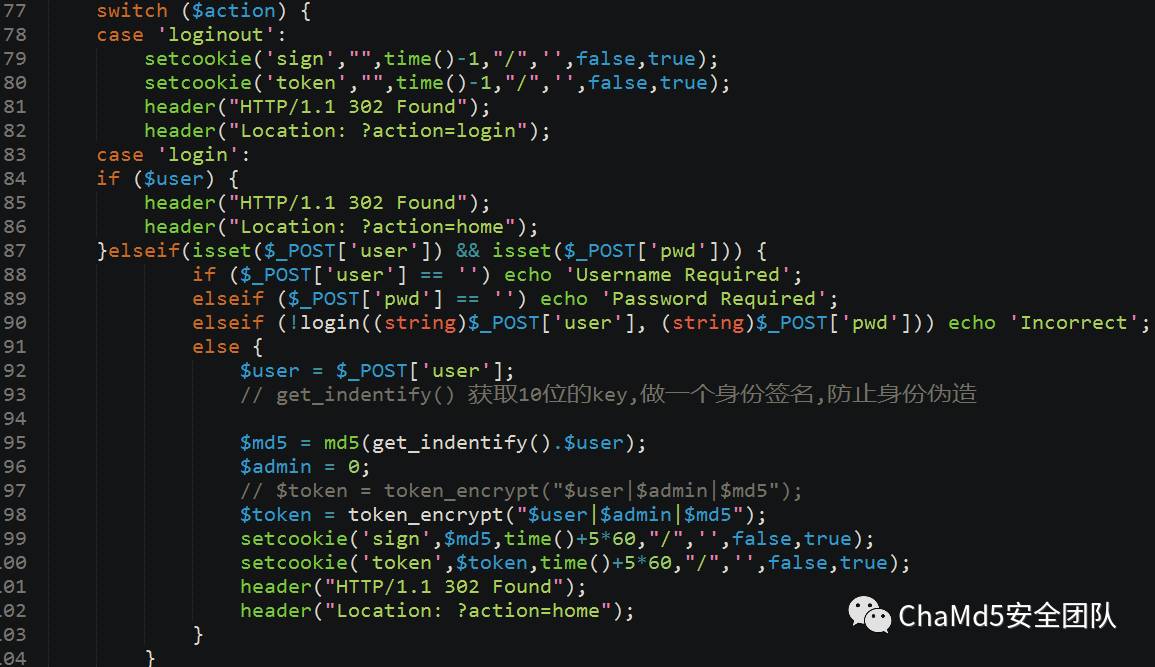 77 switch ($action) {
78 case 'loginout':
79 setcookie('sign',"",time()-1,"/",'',false,true);
80 setcookie('token',"",time()-1,"/",'',false,true);
81 header("HTTP/1.1 302 Found");
82 header("Location: ?action=login");
83 case 'login':
84 if ($user) {
85 header("HTTP/1.1 302 Found");
86 header("Location: ?action=home");
87 }elseif(isset($_POST['user']) && isset($_POST['pwd'])) {
88 if ($_POST['user'] == '') echo 'Username Required';
89 elseif ($_POST['pwd'] == '') echo 'Password Required';
90 elseif (!login((string)$_POST['user'], (string)$_POST['pwd'])) echo 'Incorrect';
91 else {
92 $user = $_POST['user'];
93 // get_indentify() 获取10位的key,做一个身份签名,防止身份伪造
94
95 $md5 = md5(get_indentify().$user);
96 $admin = 0;
97 // $token = token_encrypt("$user|$admin|$md5");
98 $token = token_encrypt("$user|$admin|$md5");
99 setcookie('sign',$md5,time()+5*60,"/",'',false,true);
00 setcookie('token',$token,time()+5*60,"/",'',false,true);
01 header("HTTP/1.1 302 Found");
02 header("Location: ?action=home");
03 }
04 }
ChaMd5安全团队